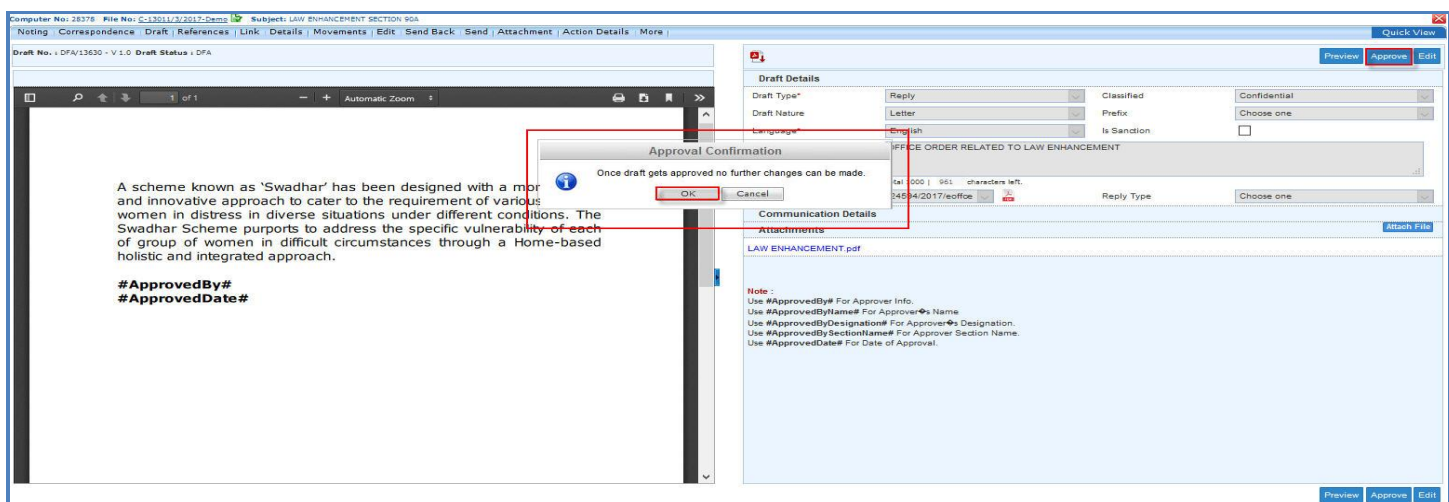 Computer No: 28378 File No: C-13011/3/2017-Demo Subject: LAW ENHANCEMENT SECTION 90A
Noting Correspondence Draft References Link Details Movements Edit Send Back Send Attachment Action Details More
Quick View
Draft No. : DFA/13630 - V 1.0 Draft Status : DFA
Preview Approve Edit
1 of 1
Automatic Zoom
A scheme known as 'Swadhar' has been designed with a
and innovative approach to cater to the requirement of various
women in distress in diverse situations under different conditions. The
Swadhar Scheme purports to address the specific vulnerability of each
of group of women in difficult circumstances through a Home-based
holistic and integrated approach.
#ApprovedBy#
#ApprovedDate#
Draft Details
Draft Type* Reply Classified Confidential
Draft Nature Letter Prefix Choose one
Language* English Is Sanction
OFFICE ORDER RELATED TO LAW ENHANCEMENT
1000 | 961 characters left.
24594/2017/eoffce Reply Type Choose one
Approval Confirmation
Once draft gets approved no further changes can be made.
OK Cancel
Communication Details
Attachments
Attach File
LAW ENHANCEMENT.pdf
Note :
Use #ApprovedBy# For Approver Info.
Use #ApprovedByName# For Approver�s Name
Use #ApprovedByDesignation# For Approver�s Designation.
Use #ApprovedBySectionName# For Approver Section Name.
Use #ApprovedDate# For Date of Approval.
Preview Approve Edit